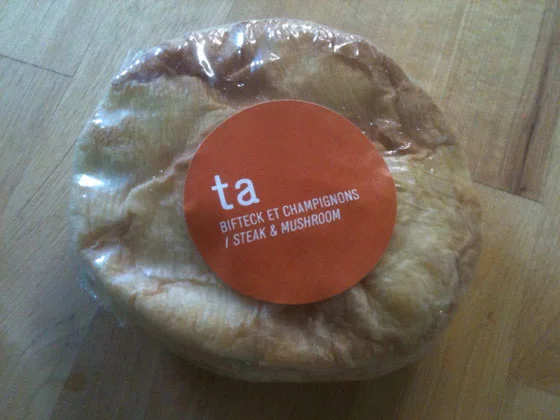 ta
BIFTECK ET CHAMPIGNONS
/ STEAK & MUSHROOM